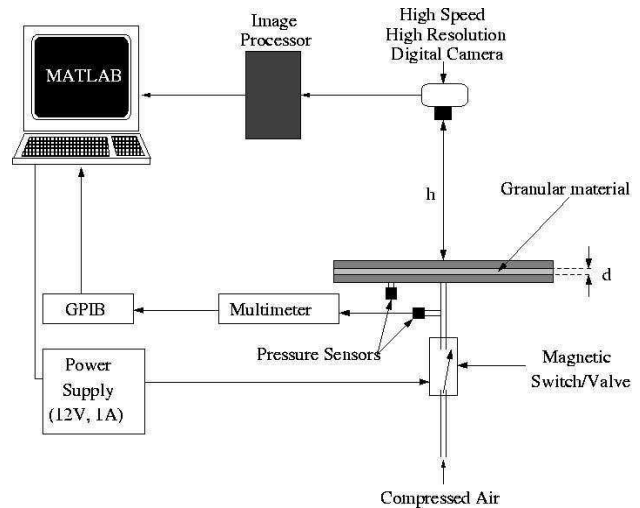 Image
Processor
High Speed
High Resolution
Digital Camera
MATLAB
Granular material
h
d
GPIB
Multimeter
Pressure Sensors
Power
Supply
(12V, 1A)
Magnetic
Switch/Valve
Compressed Air